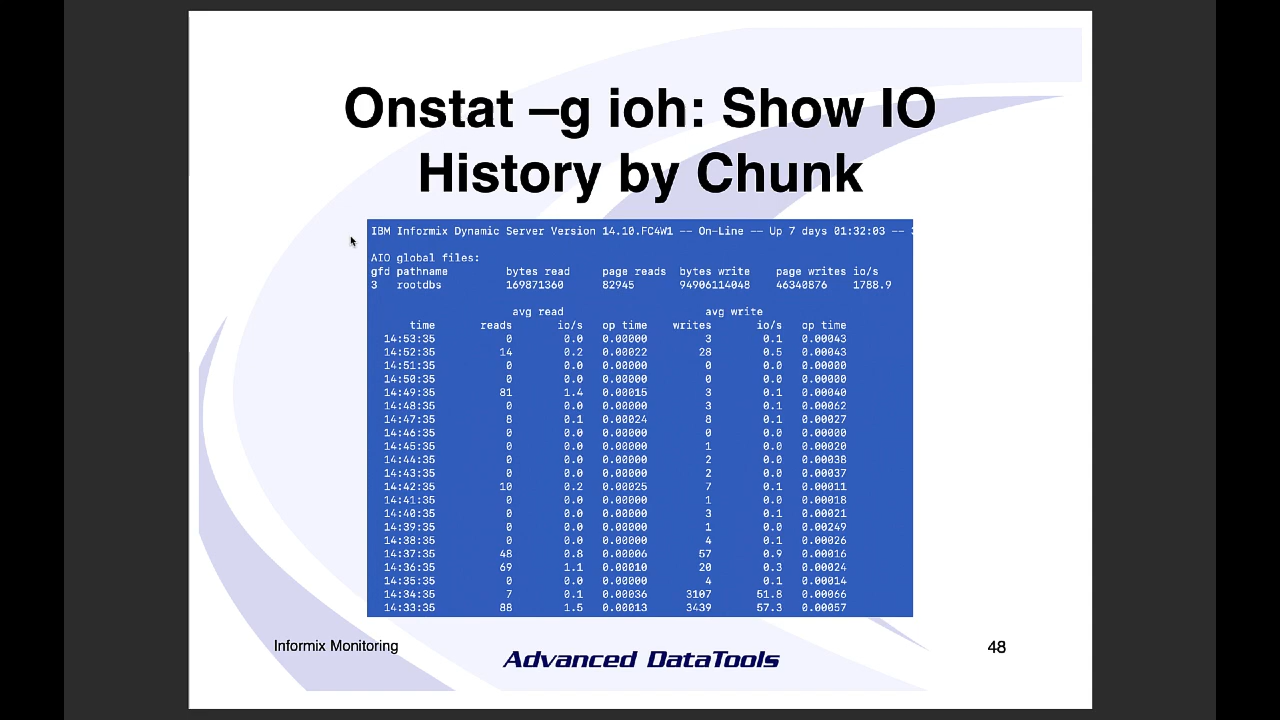 Onstat –g ioh: Show IO
History by Chunk
IBM Informix Dynamic Server Version 14.10.FC4W1 -- On-Line -- Up 7 days 01:32:03 --
AIO global files:
gfd pathname bytes read page reads bytes write page writes io/s
3 rootdbs 169871360 82945 94906114048 46340876 1788.9
avg read avg write
time reads io/s op time writes io/s op time
14:53:35 0 0.0 0.00000 3 0.1 0.00043
14:52:35 14 0.2 0.00022 28 0.5 0.00043
14:51:35 0 0.0 0.00000 0 0.0 0.00000
14:50:35 0 0.0 0.00000 0 0.0 0.00000
14:49:35 81 1.4 0.00015 3 0.1 0.00040
14:48:35 0 0.0 0.00000 3 0.1 0.00062
14:47:35 8 0.1 0.00024 8 0.1 0.00027
14:46:35 0 0.0 0.00000 0 0.0 0.00000
14:45:35 0 0.0 0.00000 1 0.0 0.00020
14:44:35 0 0.0 0.00000 2 0.0 0.00038
14:43:35 0 0.0 0.00000 2 0.0 0.00037
14:42:35 10 0.2 0.00025 7 0.1 0.00011
14:41:35 0 0.0 0.00000 1 0.0 0.00018
14:40:35 0 0.0 0.00000 3 0.1 0.00021
14:39:35 0 0.0 0.00000 1 0.0 0.00249
14:38:35 0 0.0 0.00000 4 0.1 0.00026
14:37:35 48 0.8 0.00006 57 0.9 0.00016
14:36:35 69 1.1 0.00010 20 0.3 0.00024
14:35:35 0 0.0 0.00000 4 0.1 0.00014
14:34:35 7 0.1 0.00036 3107 51.8 0.00066
14:33:35 88 1.5 0.00013 3439 57.3 0.00057
Informix Monitoring
Advanced DataTools
48